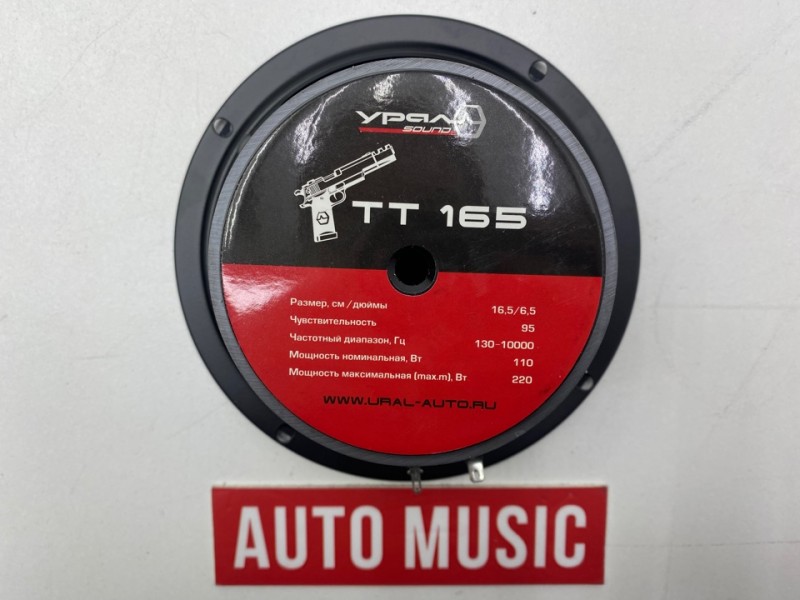 УРАЛ
SOUND
ТТ 165
Размер, см/дюймы 16,5/6,5
Чувствительность 95
Частотный диапазон, Гц 130-10000
Мощность номинальная, Вт 110
Мощность максимальная (max.m), Вт 220
WWW.URAL-AUTO.RU
AUTO MUSIC